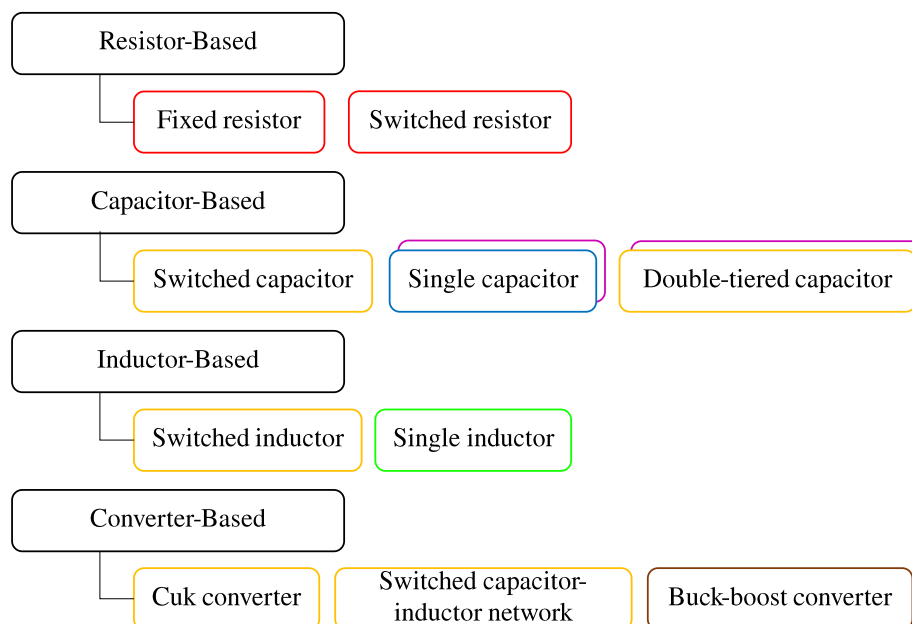 Resistor-Based
Fixed resistor
Switched resistor
Capacitor-Based
Switched capacitor
Single capacitor
Double-tiered capacitor
Inductor-Based
Switched inductor
Single inductor
Converter-Based
Cuk converter
Switched capacitor-
inductor network
Buck-boost converter